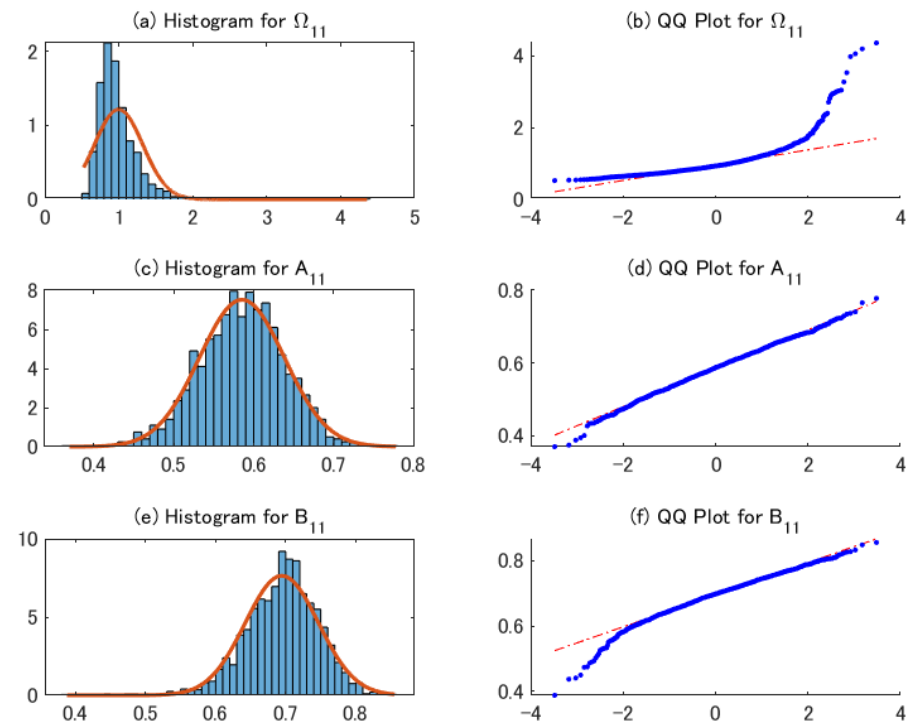 (a) Histogram for Ω₁₁
2
1
0
0 1 2 3 4 5
(b) QQ Plot for Ω₁₁
4
2
0
−4 −2 0 2 4
(c) Histogram for A₁₁
8
6
4
2
0
0.4 0.5 0.6 0.7 0.8
(d) QQ Plot for A₁₁
0.8
0.6
0.4
−4 −2 0 2 4
(e) Histogram for B₁₁
10
5
0
0.4 0.5 0.6 0.7 0.8
(f) QQ Plot for B₁₁
0.8
0.6
0.4
−4 −2 0 2 4